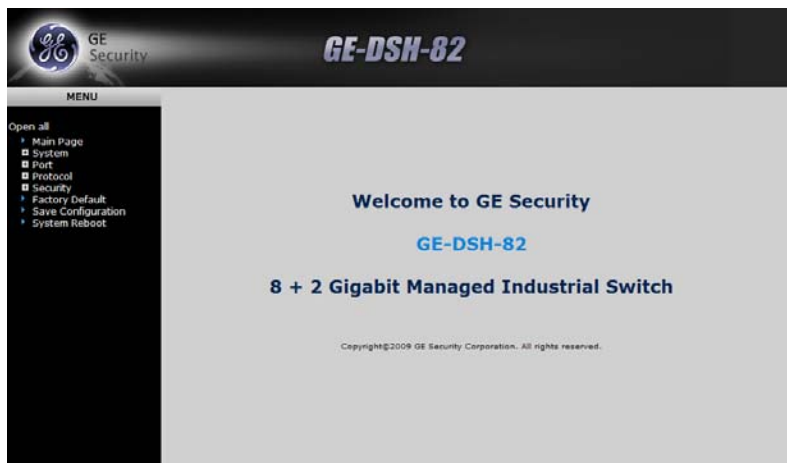 GE
Security
GE-DSH-82
MENU
Open all
Main Page
System
Port
Protocol
Security
Factory Default
Save Configuration
System Reboot
Welcome to GE Security
GE-DSH-82
8 + 2 Gigabit Managed Industrial Switch
Copyright©2009 GE Security Corporation. All rights reserved.